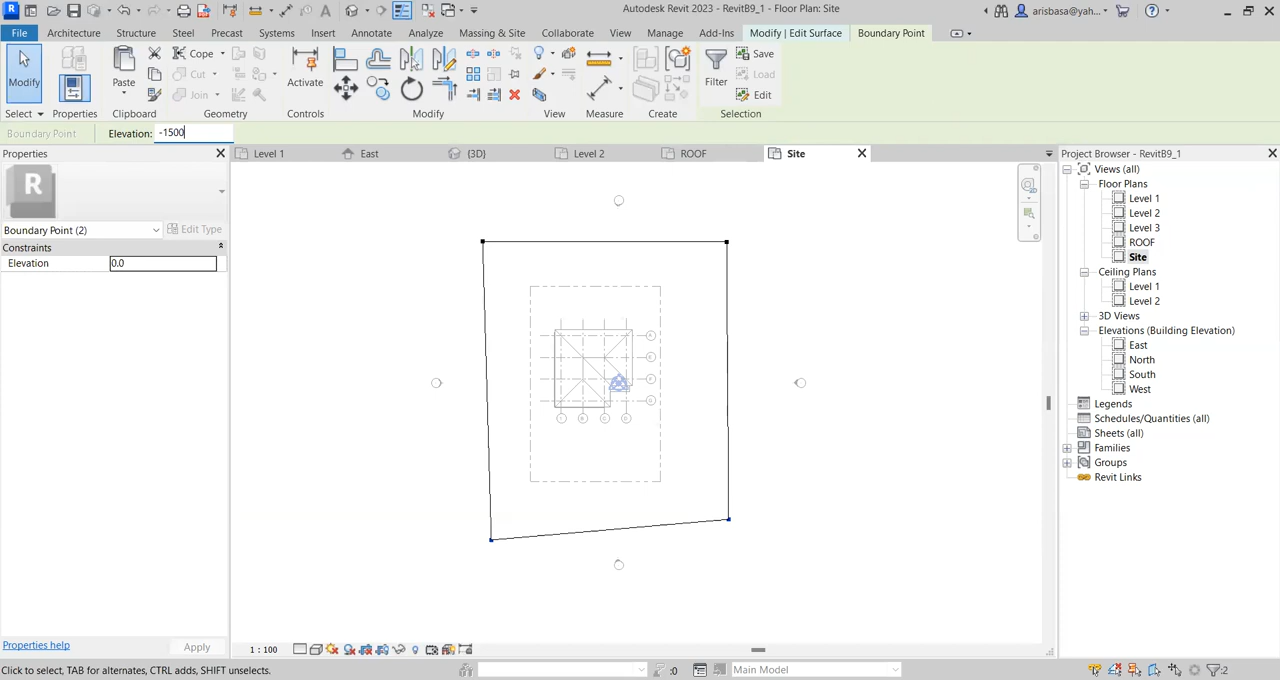 Autodesk Revit 2023 - RevitB9_1 - Floor Plan: Site
arisbasa@yah...
File Architecture Structure Steel Precast Systems Insert Annotate Analyze Massing & Site Collaborate View Manage Add-Ins Modify | Edit Surface Boundary Point
Cope Save
Modify Paste Cut Activate Filter Load
Join Edit
Select Properties Clipboard Geometry Controls Modify View Measure Create Selection
Boundary Point Elevation: -1500
Properties
Level 1 East {3D} Level 2 ROOF Site
Project Browser - RevitB9_1
R
Boundary Point (2) Edit Type
Constraints
Elevation 0.0
Views (all)
Floor Plans
Level 1
Level 2
Level 3
ROOF
Site
Ceiling Plans
Level 1
Level 2
3D Views
Elevations (Building Elevation)
East
North
South
West
Legends
Schedules/Quantities (all)
Sheets (all)
Families
Groups
Revit Links
Properties help Apply
1 : 100
Click to select, TAB for alternates, CTRL adds, SHIFT unselects.
:0 Main Model :2